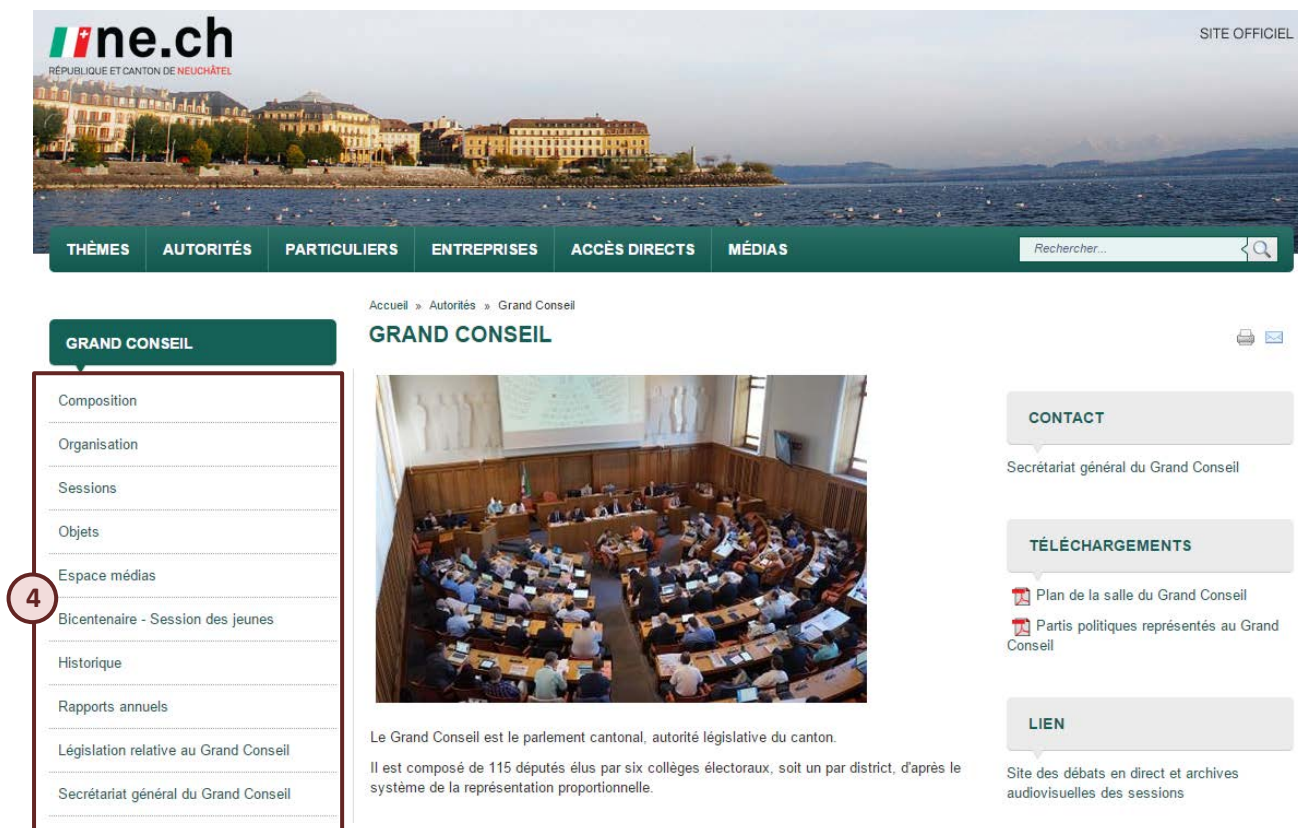 ne.ch
RÉPUBLIQUE ET CANTON DE NEUCHÂTEL
SITE OFFICIEL
THÈMES AUTORITÉS PARTICULIERS ENTREPRISES ACCÈS DIRECTS MÉDIAS Rechercher...
Accueil » Autorités » Grand Conseil
GRAND CONSEIL
GRAND CONSEIL
Composition
Organisation
Sessions
Objets
Espace médias
4
Bicentenaire - Session des jeunes
Historique
Rapports annuels
Législation relative au Grand Conseil
Secrétariat général du Grand Conseil
Le Grand Conseil est le parlement cantonal, autorité législative du canton.
Il est composé de 115 députés élus par six collèges électoraux, soit un par district, d'après le
système de la représentation proportionnelle.
CONTACT
Secrétariat général du Grand Conseil
TÉLÉCHARGEMENTS
Plan de la salle du Grand Conseil
Partis politiques représentés au Grand
Conseil
LIEN
Site des débats en direct et archives
audiovisuelles des sessions